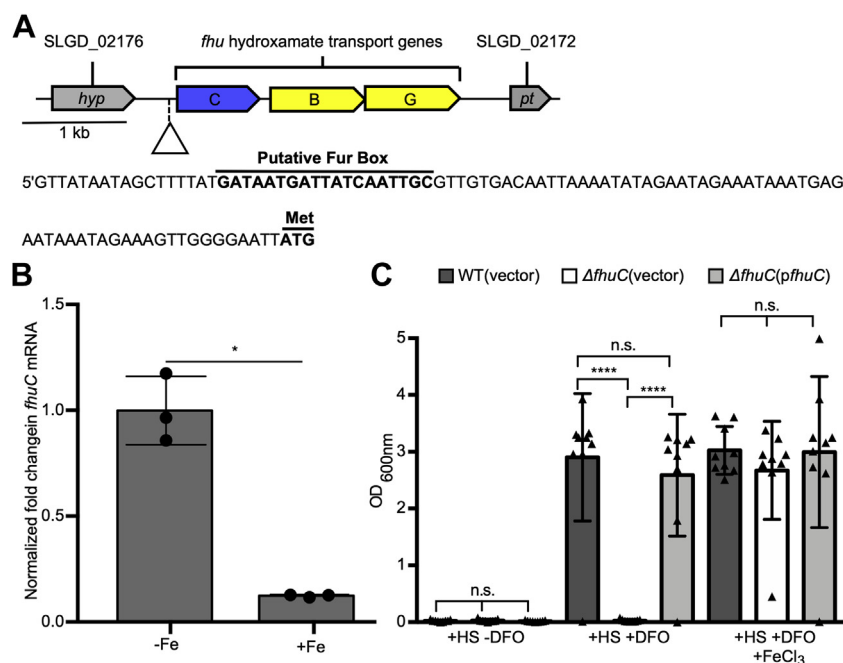 A
SLGD_02176
fhu hydroxamate transport genes
SLGD_02172
hyp
C
B
G
pt
1 kb
Putative Fur Box
5'GTTATAATAGCTTTTATGATAATGATTATCAATTGCGTTGTGACAATTAAAATATAGAATAGAAATAAATGAG
Met
AATAAATAGAAAGTTGGGGAATTATG
B
Normalized fold changein fhuC mRNA
1.5
1.0
0.5
0.0
*
-Fe
+Fe
C
WT(vector)
ΔfhuC(vector)
ΔfhuC(pfhuC)
OD600nm
5
4
3
2
1
0
n.s.
n.s.
****
****
n.s.
+HS -DFO
+HS +DFO
+HS +DFO
+FeCl3